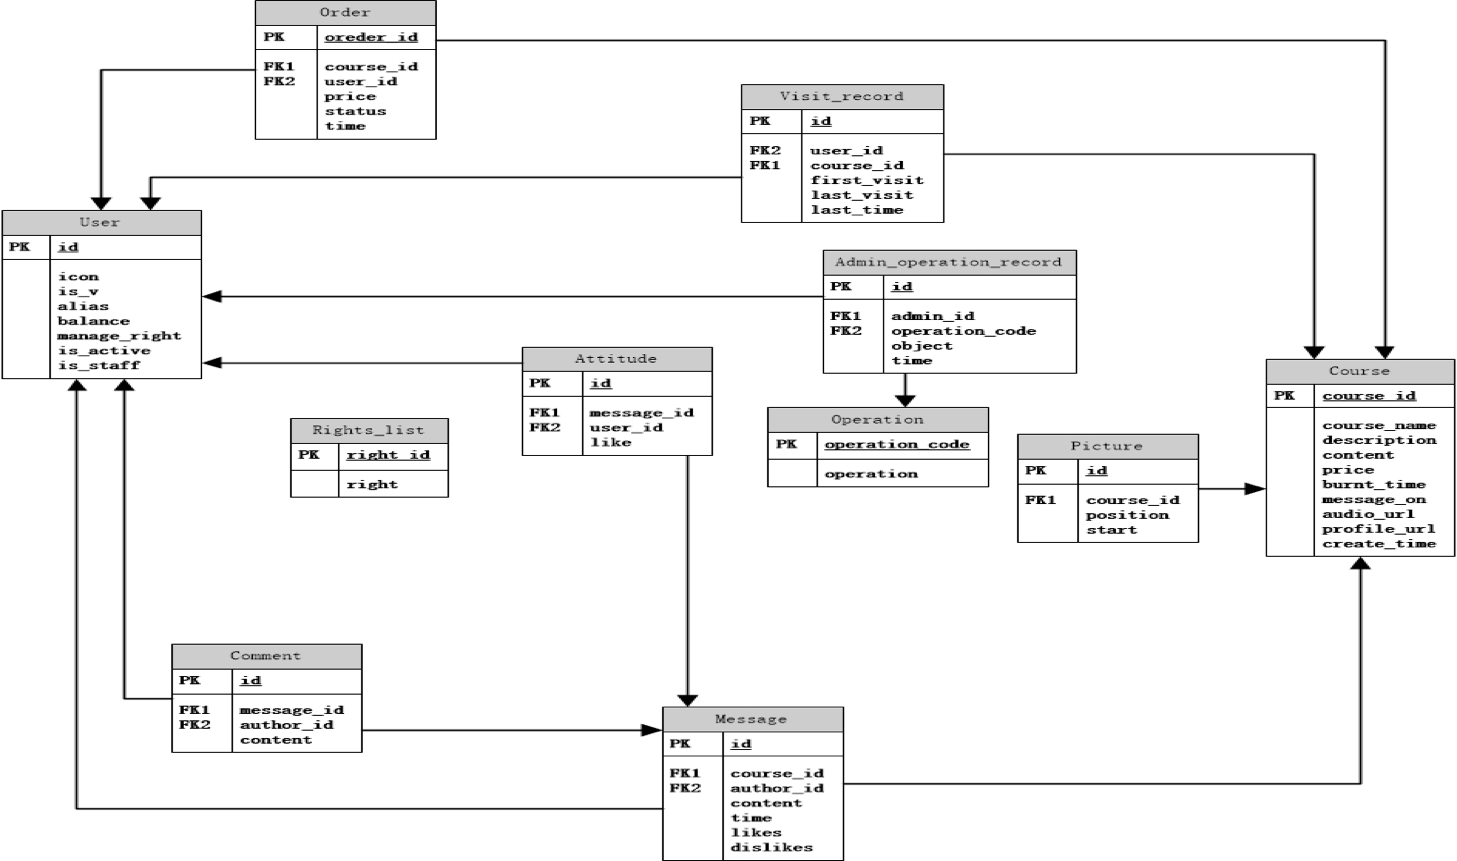 Order
PK oreder_id
FK1 course_id
FK2 user_id
price
status
time
Visit_record
PK id
FK2 user_id
FK1 course_id
first_visit
last_visit
last_time
User
PK id
icon
is_v
alias
balance
manage_right
is_active
is_staff
Admin_operation_record
PK id
FK1 admin_id
FK2 operation_code
object
time
Attitude
PK id
FK1 message_id
FK2 user_id
like
Course
PK course_id
course_name
description
content
price
burnt_time
message_on
audio_url
profile_url
create_time
Rights_list
PK right_id
right
Operation
PK operation_code
operation
Picture
PK id
FK1 course_id
position
start
Comment
PK id
FK1 message_id
FK2 author_id
content
Message
PK id
FK1 course_id
FK2 author_id
content
time
likes
dislikes